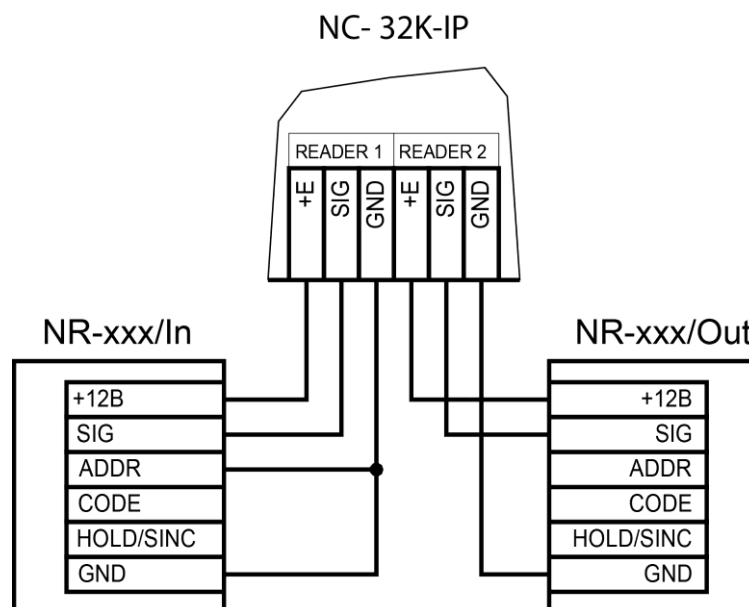 NC- 32K-IP
READER 1
READER 2
+E
SIG
GND
+E
SIG
GND
NR-xxx/In
+12B
SIG
ADDR
CODE
HOLD/SINC
GND
NR-xxx/Out
+12B
SIG
ADDR
CODE
HOLD/SINC
GND